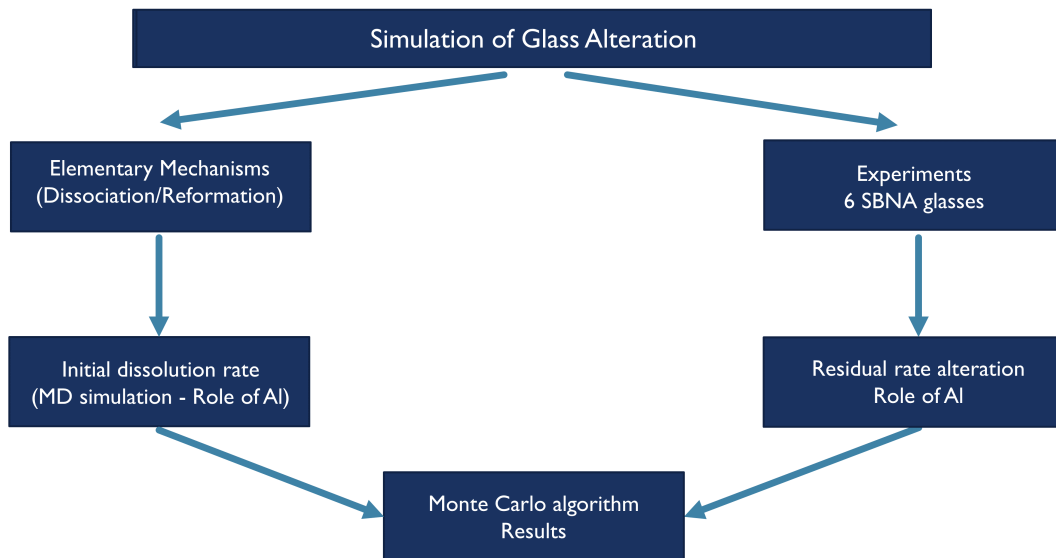 Simulation of Glass Alteration
Elementary Mechanisms
(Dissociation/Reformation)
Experiments
6 SBNA glasses
Initial dissolution rate
(MD simulation - Role of Al)
Residual rate alteration
Role of Al
Monte Carlo algorithm
Results